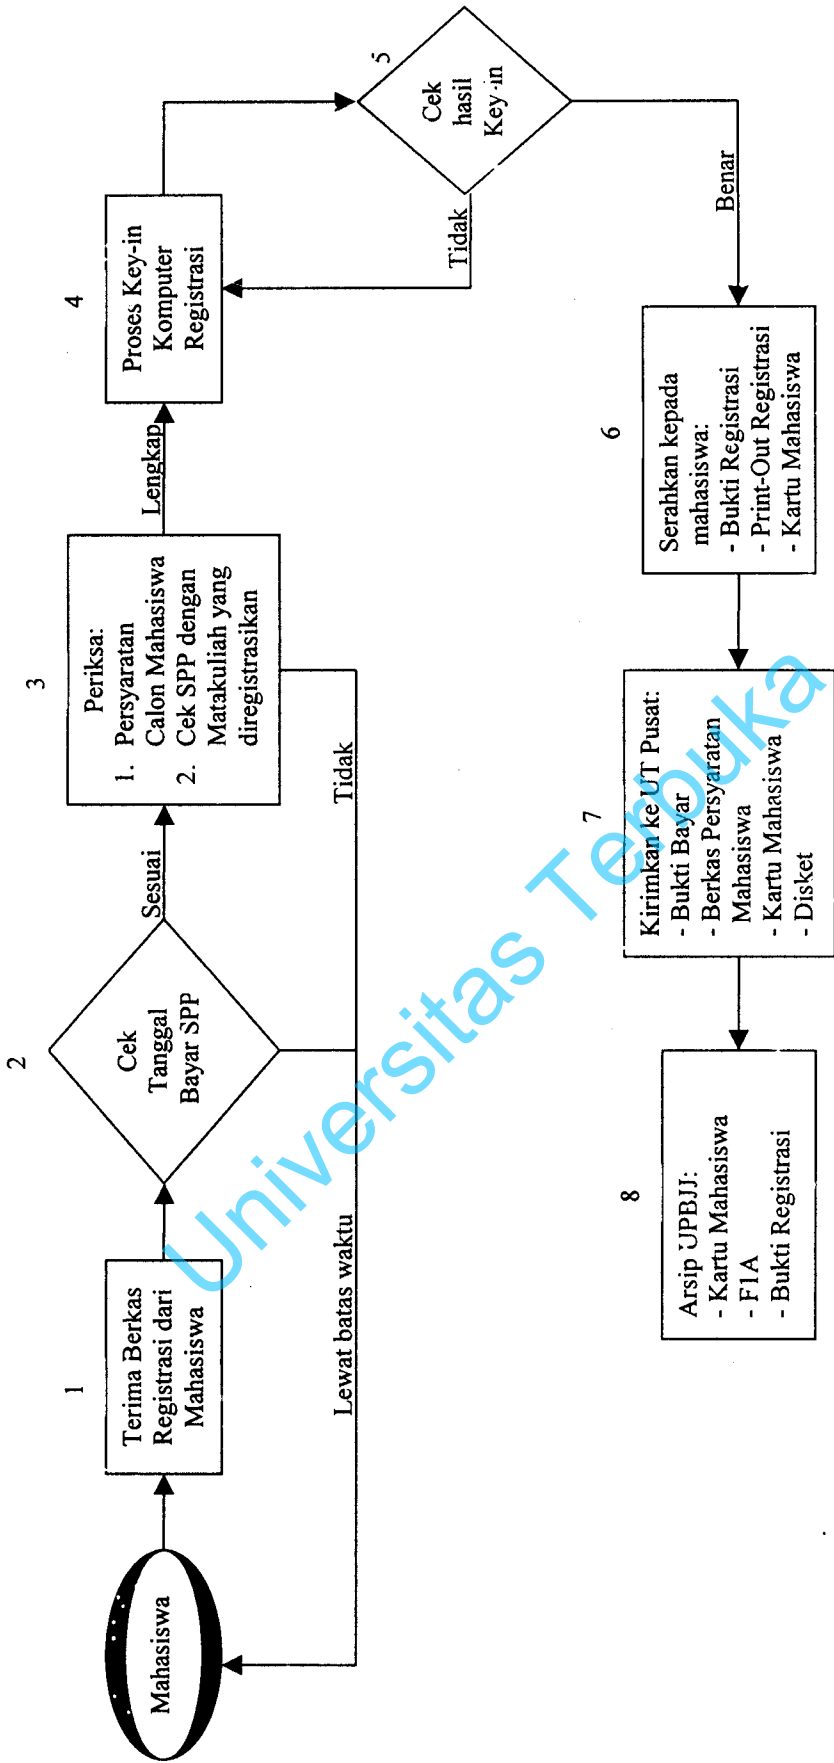 Mahasiswa
1
Terima Berkas
Registrasi dari
Mahasiswa
2
Cek
Tanggal
Bayar SPP
Sesuai
Lewat batas waktu
3
Periksa:
1. Persyaratan
Calon Mahasiswa
2. Cek SPP dengan
Matakuliah yang
diregistrasikan
Tidak
Lengkap
4
Proses Key-in
Komputer
Registrasi
5
Cek
hasil
Key-in
Tidak
Benar
6
Serahkan kepada
mahasiswa:
- Bukti Registrasi
- Print-Out Registrasi
- Kartu Mahasiswa
7
Kirimkan ke UT Pusat:
- Bukti Bayar
- Berkas Persyaratan
Mahasiswa
- Kartu Mahasiswa
- Disket
8
Arsip UPBJJ:
- Kartu Mahasiswa
- F1A
- Bukti Registrasi
Universitas Terbuka